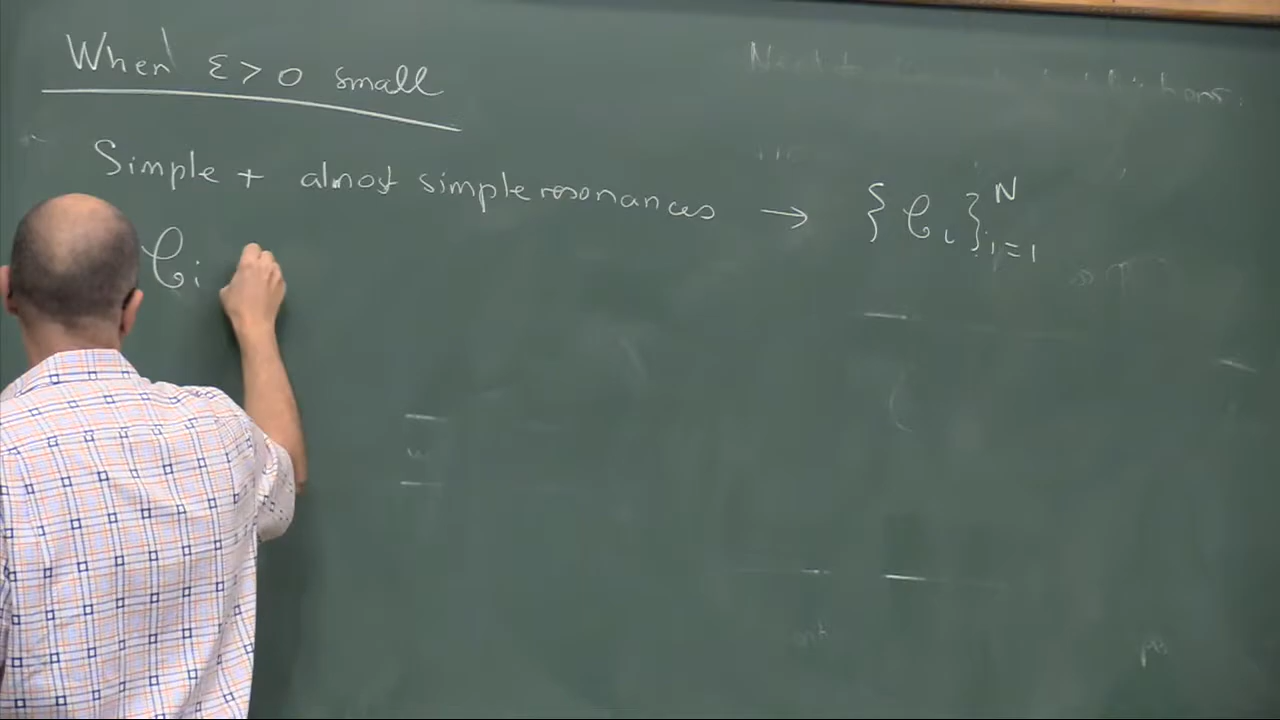 When ε > 0 small
Simple + almost simple resonances → { 𝒞_i }_{i=1}^N
𝒞_i